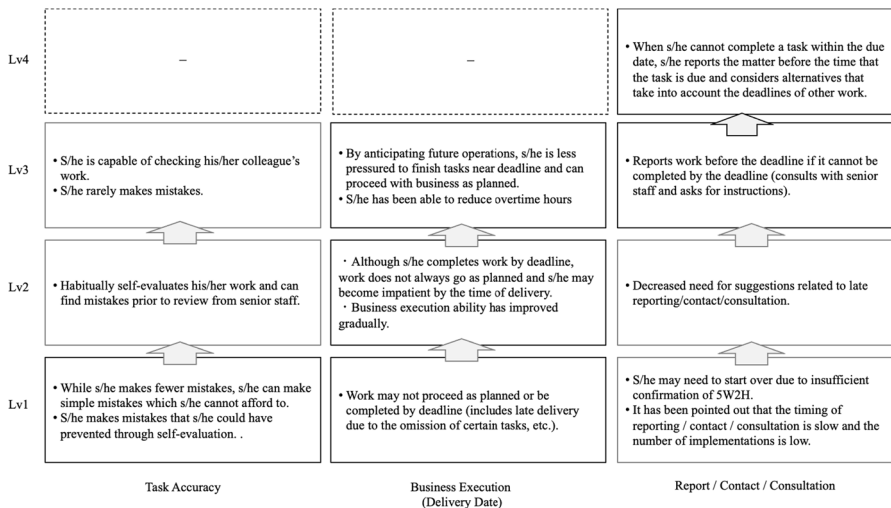 Lv4
–
–
• When s/he cannot complete a task within the due
date, s/he reports the matter before the time that
the task is due and considers alternatives that
take into account the deadlines of other work.
Lv3
• S/he is capable of checking his/her colleague's
work.
• S/he rarely makes mistakes.
• By anticipating future operations, s/he is less
pressured to finish tasks near deadline and can
proceed with business as planned.
• S/he has been able to reduce overtime hours
• Reports work before the deadline if it cannot be
completed by the deadline (consults with senior
staff and asks for instructions).
Lv2
• Habitually self-evaluates his/her work and can
find mistakes prior to review from senior staff.
・ Although s/he completes work by deadline,
work does not always go as planned and s/he may
become impatient by the time of delivery.
・ Business execution ability has improved
gradually.
• Decreased need for suggestions related to late
reporting/contact/consultation.
Lv1
• While s/he makes fewer mistakes, s/he can make
simple mistakes which s/he cannot afford to.
• S/he makes mistakes that s/he could have
prevented through self-evaluation. .
• Work may not proceed as planned or be
completed by deadline (includes late delivery
due to the omission of certain tasks, etc.).
• S/he may need to start over due to insufficient
confirmation of 5W2H.
• It has been pointed out that the timing of
reporting / contact / consultation is slow and the
number of implementations is low.
Task Accuracy
Business Execution
(Delivery Date)
Report / Contact / Consultation